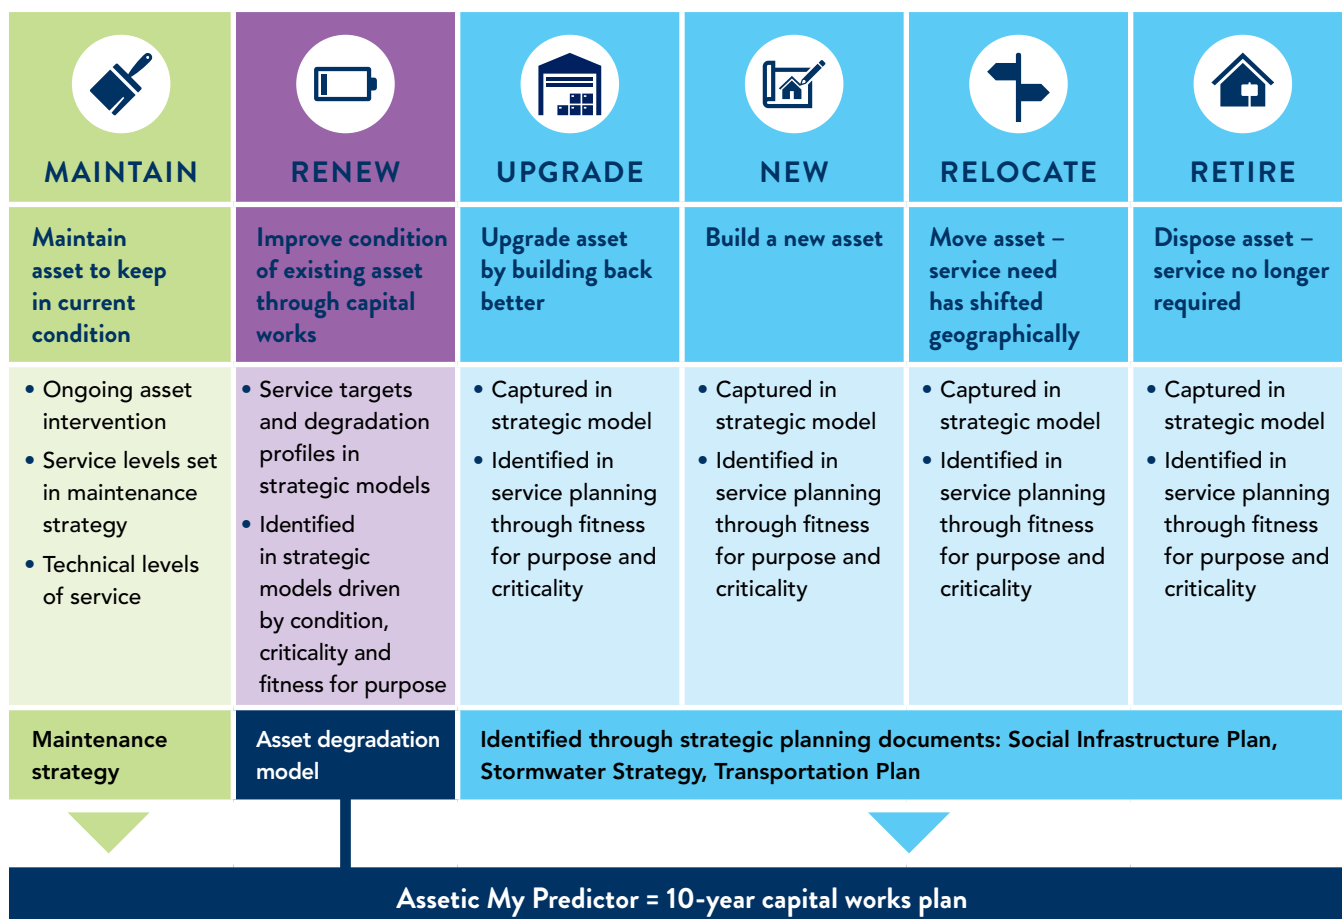 MAINTAIN
RENEW
UPGRADE
NEW
RELOCATE
RETIRE
Maintain
asset to keep
in current
condition
Improve condition
of existing asset
through capital
works
Upgrade asset
by building back
better
Build a new asset
Move asset –
service need
has shifted
geographically
Dispose asset –
service no longer
required
• Ongoing asset
intervention
• Service levels set
in maintenance
strategy
• Technical levels
of service
• Service targets
and degradation
profiles in
strategic models
• Identified
in strategic
models driven
by condition,
criticality and
fitness for purpose
• Captured in
strategic model
• Identified in
service planning
through fitness
for purpose and
criticality
• Captured in
strategic model
• Identified in
service planning
through fitness
for purpose and
criticality
• Captured in
strategic model
• Identified in
service planning
through fitness
for purpose and
criticality
• Captured in
strategic model
• Identified in
service planning
through fitness
for purpose and
criticality
Maintenance
strategy
Asset degradation
model
Identified through strategic planning documents: Social Infrastructure Plan,
Stormwater Strategy, Transportation Plan
Assetic My Predictor = 10-year capital works plan